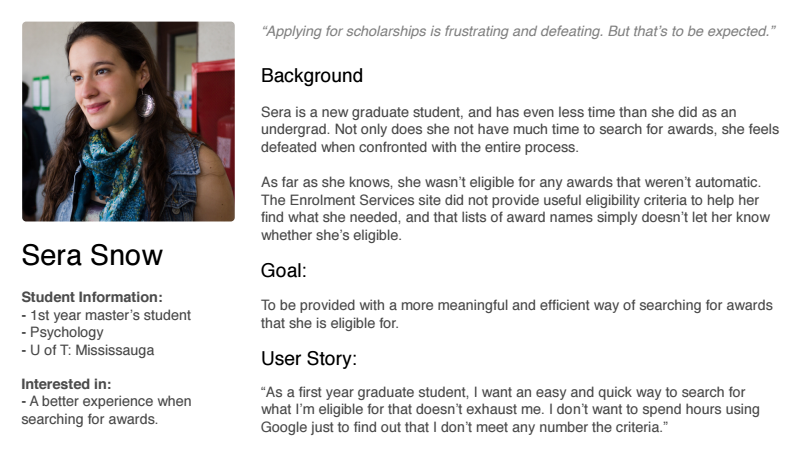 “Applying for scholarships is frustrating and defeating. But that’s to be expected.”
Background
Sera is a new graduate student, and has even less time than she did as an
undergrad. Not only does she not have much time to search for awards, she feels
defeated when confronted with the entire process.
As far as she knows, she wasn’t eligible for any awards that weren’t automatic.
The Enrolment Services site did not provide useful eligibility criteria to help her
find what she needed, and that lists of award names simply doesn’t let her know
whether she’s eligible.
Goal:
To be provided with a more meaningful and efficient way of searching for awards
that she is eligible for.
User Story:
“As a first year graduate student, I want an easy and quick way to search for
what I’m eligible for that doesn’t exhaust me. I don’t want to spend hours using
Google just to find out that I don’t meet any number the criteria.”
Sera Snow
Student Information:
- 1st year master’s student
- Psychology
- U of T: Mississauga
Interested in:
- A better experience when
searching for awards.